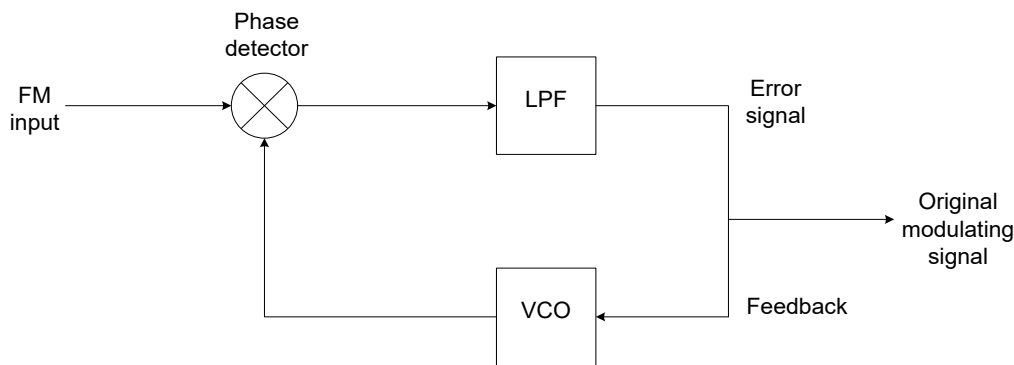 Phase
detector
FM
input
LPF
Error
signal
Original
modulating
signal
VCO
Feedback